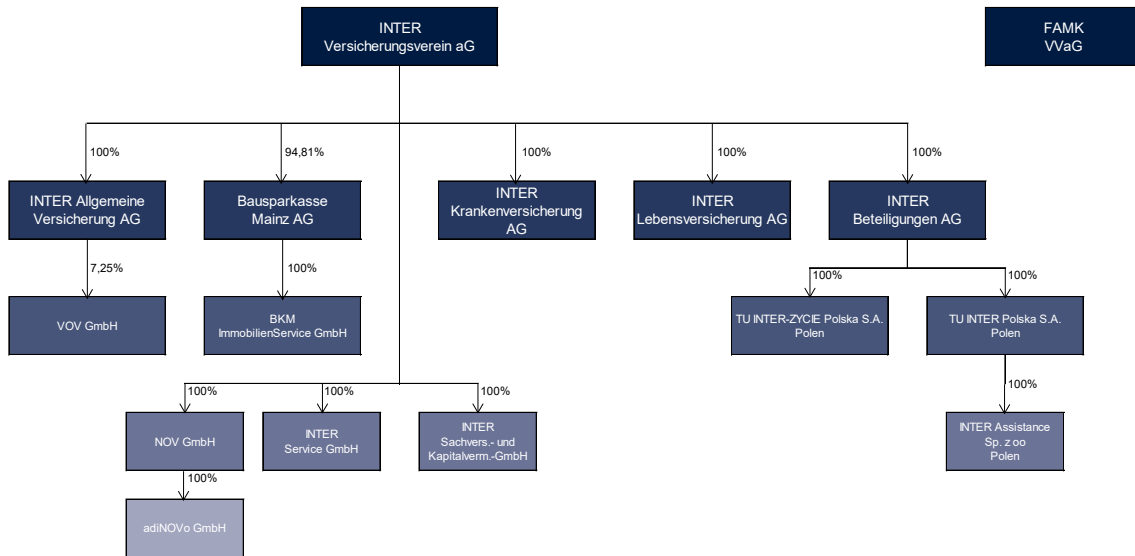 INTER
Versicherungsverein aG
FAMK
VVaG
100%
94,81%
100%
100%
100%
INTER Allgemeine
Versicherung AG
Bausparkasse
Mainz AG
INTER
Krankenversicherung
AG
INTER
Lebensversicherung AG
INTER
Beteiligungen AG
7,25%
100%
100%
100%
VOV GmbH
BKM
ImmobilienService GmbH
TU INTER-ZYCIE Polska S.A.
Polen
TU INTER Polska S.A.
Polen
100%
100%
100%
100%
NOV GmbH
INTER
Service GmbH
INTER
Sachvers.- und
Kapitalverm.-GmbH
INTER Assistance
Sp. z oo
Polen
100%
adiNOVo GmbH